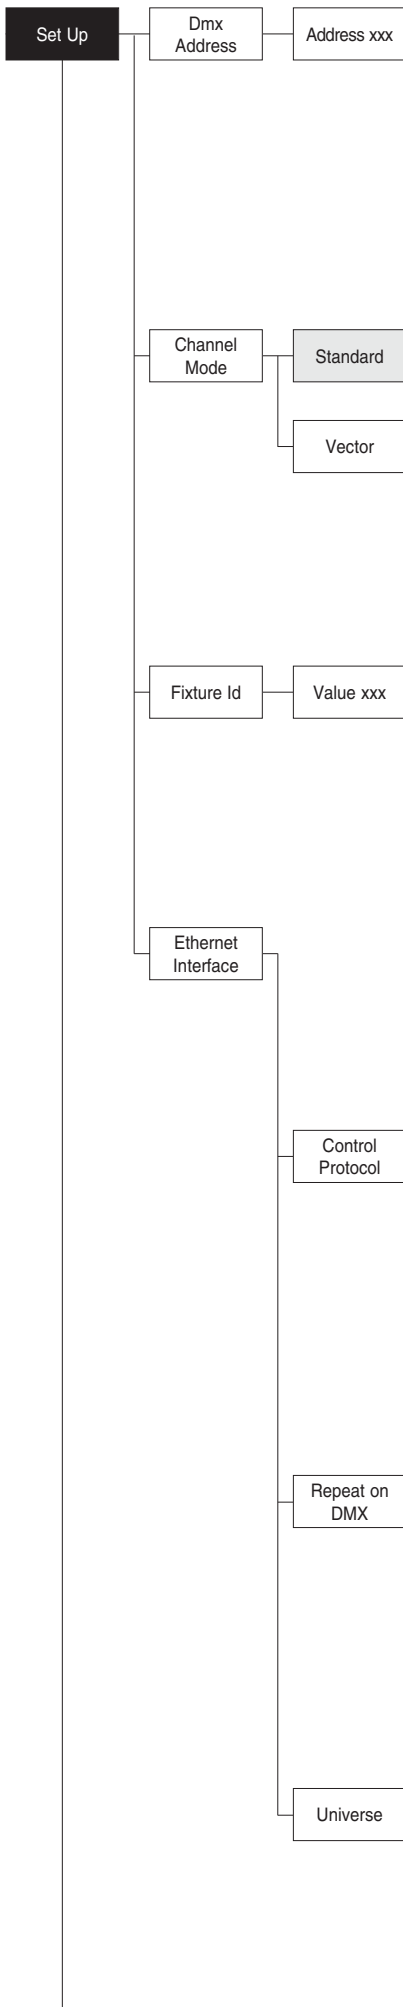 Set Up
Dmx
Address
Address xxx
Channel
Mode
Standard
Vector
Fixture Id
Value xxx
Ethernet
Interface
Control
Protocol
Repeat on
DMX
Universe